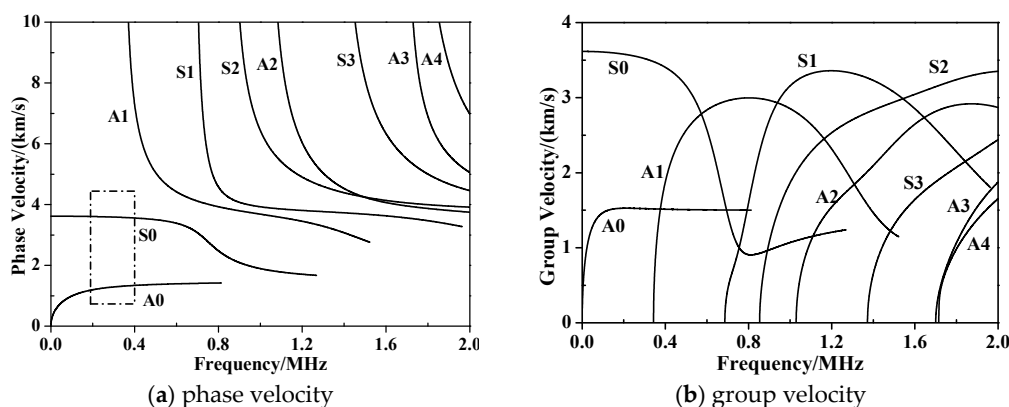 10
8
6
4
2
0
Phase Velocity/(km/s)
A1
S1
S2
A2
S3
A3
A4
S0
A0
0.0 0.4 0.8 1.2 1.6 2.0
Frequency/MHz
(a) phase velocity
4
3
2
1
0
Group Velocity/(km/s)
S0
S1
S2
A1
A0
A2
S3
A3
A4
0.0 0.4 0.8 1.2 1.6 2.0
Frequency/MHz
(b) group velocity